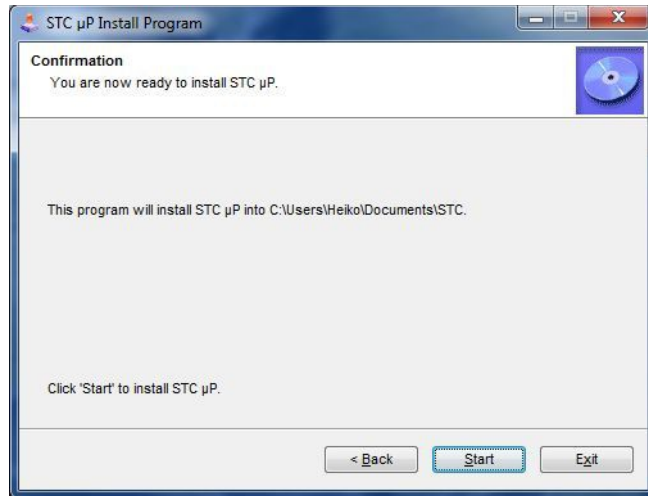 STC µP Install Program
Confirmation
You are now ready to install STC µP.
This program will install STC µP into C:\Users\Heiko\Documents\STC.
Click 'Start' to install STC µP.
< Back Start Exit